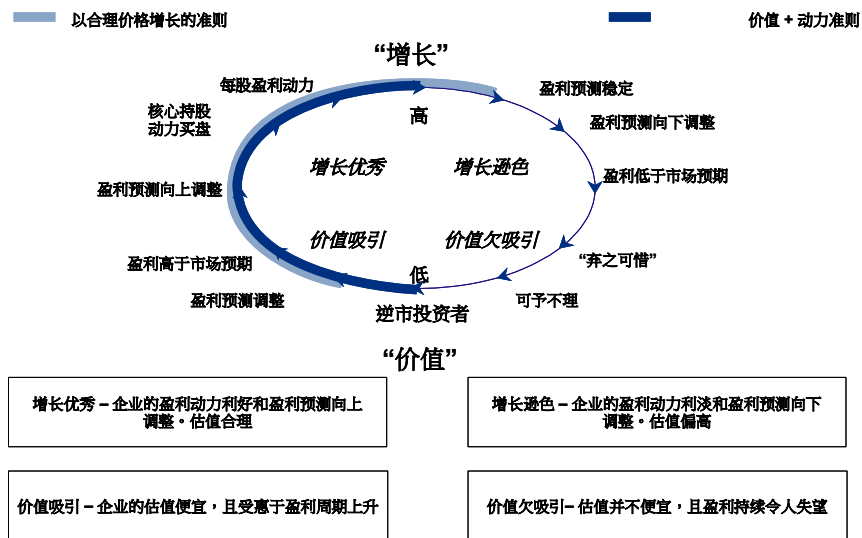 以合理价格增长的准则
价值 + 动力准则
“增长”
每股盈利动力
盈利预测稳定
核心持股
动力买盘
高
盈利预测向下调整
增长优秀
增长逊色
盈利预测向上调整
盈利低于市场预期
价值吸引
价值欠吸引
盈利高于市场预期
“弃之可惜”
低
盈利预测调整
可予不理
逆市投资者
“价值”
增长优秀 – 企业的盈利动力利好和盈利预测向上
调整。估值合理
增长逊色 – 企业的盈利动力利淡和盈利预测向下
调整。估值偏高
价值吸引 – 企业的估值便宜，且受惠于盈利周期上升
价值欠吸引– 估值并不便宜，且盈利持续令人失望